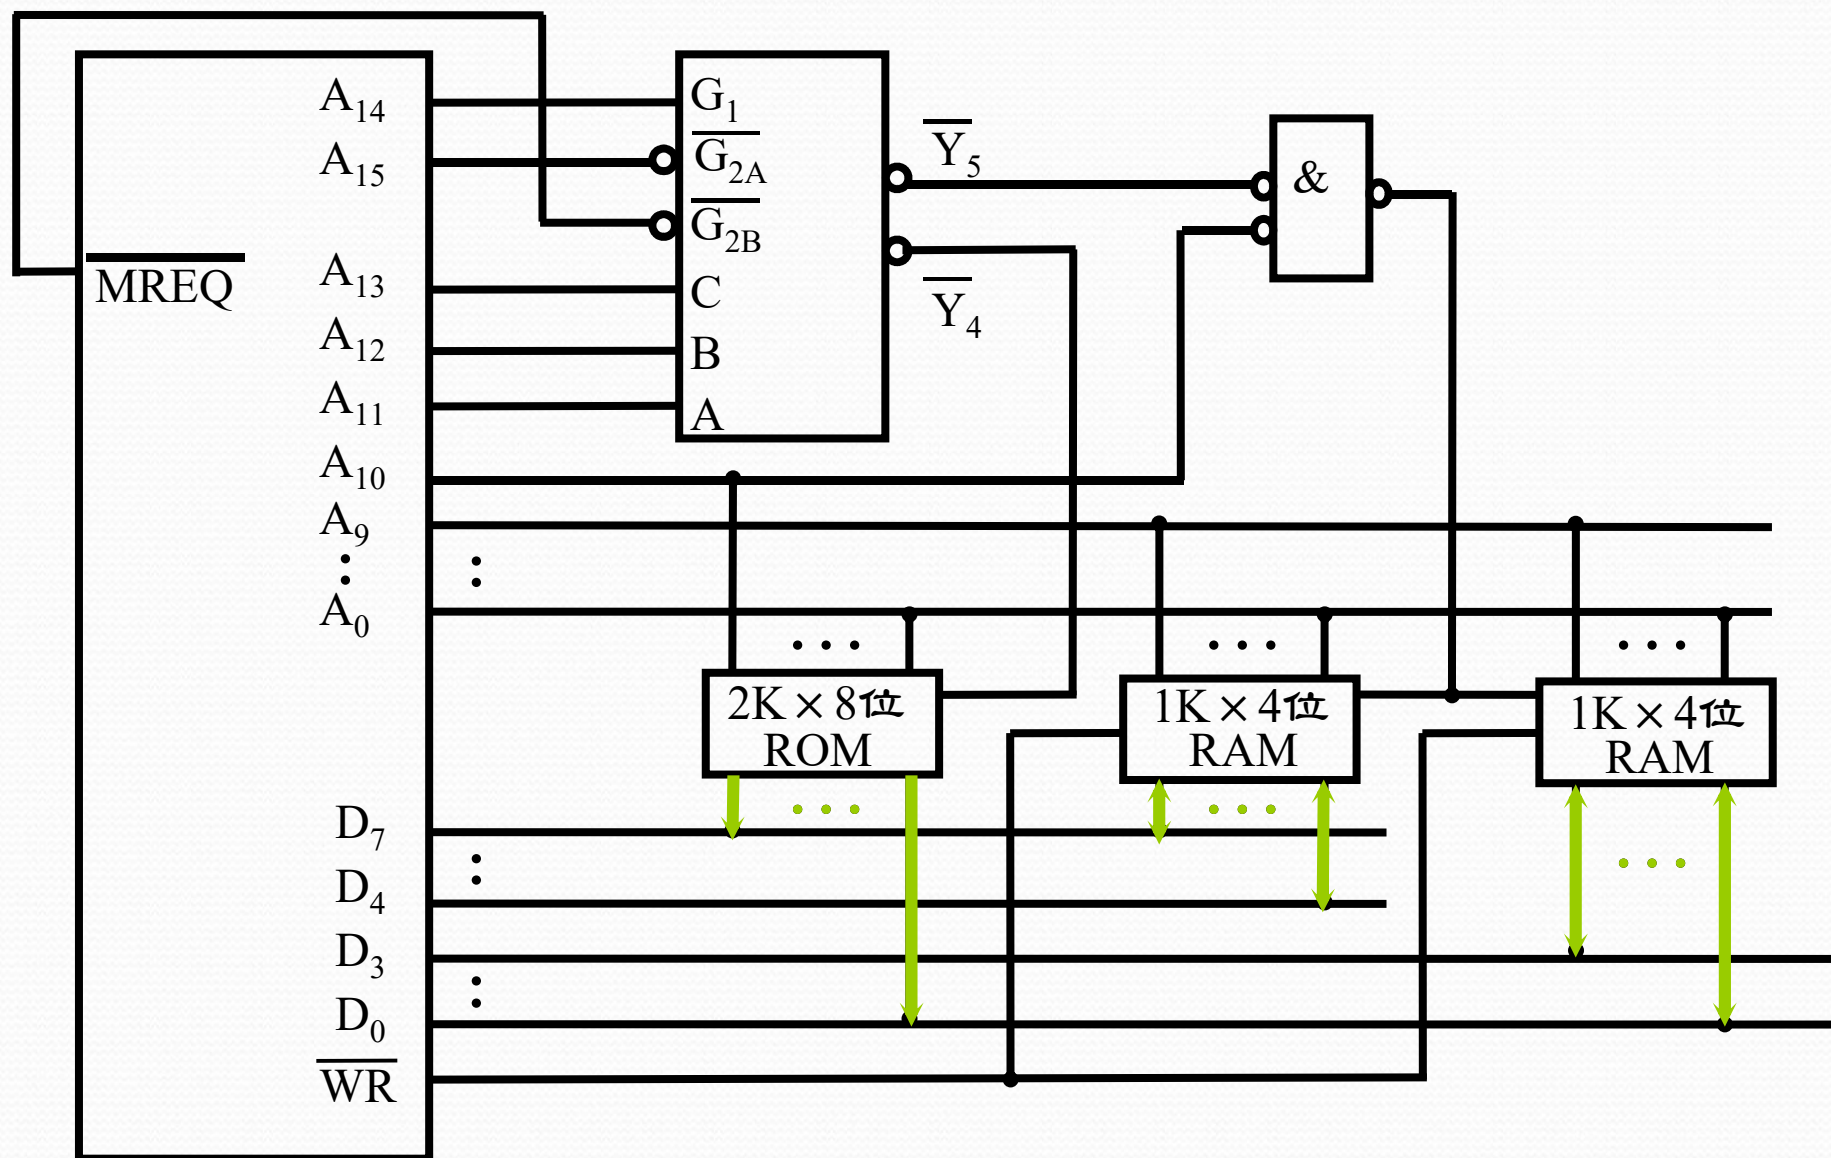 A₁₄
A₁₅
MREQ
A₁₃
A₁₂
A₁₁
A₁₀
A₉
⋮
A₀
D₇
⋮
D₄
D₃
⋮
D₀
WR
G₁
G₂A
G₂B
C
B
A
Y₅
Y₄
&
2K×8位
ROM
1K×4位
RAM
1K×4位
RAM